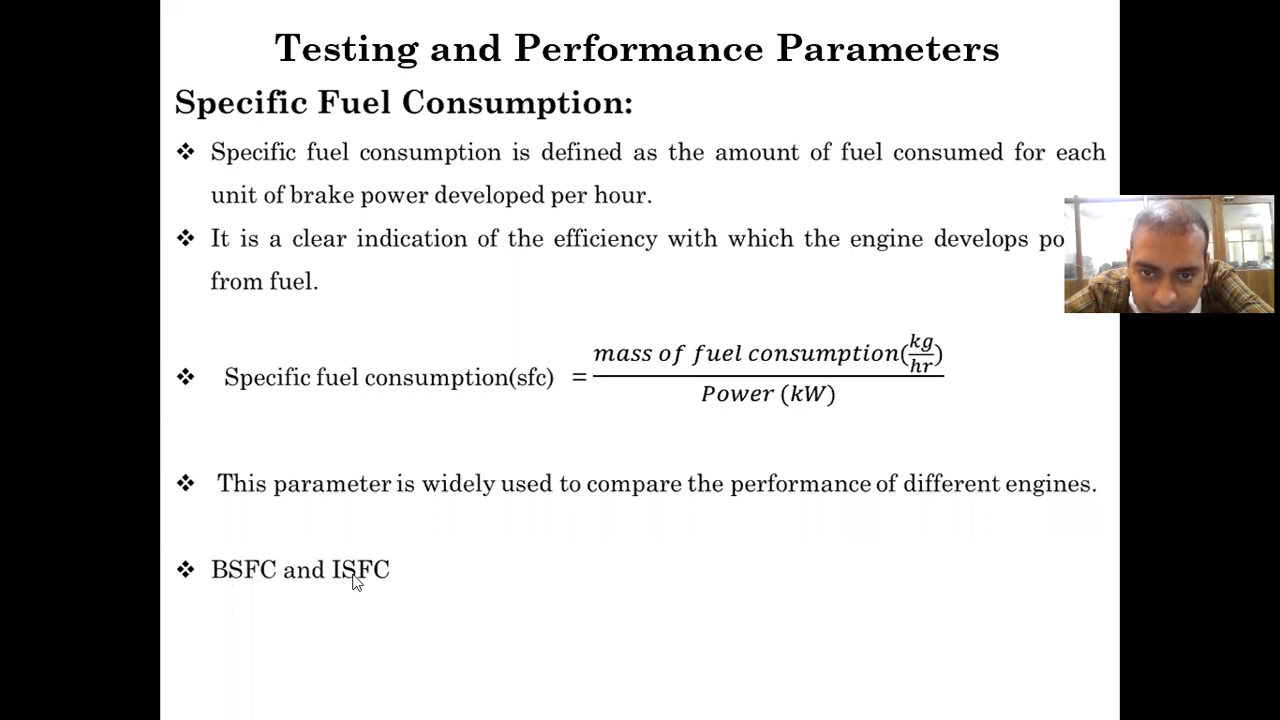 Testing and Performance Parameters
Specific Fuel Consumption:
❖ Specific fuel consumption is defined as the amount of fuel consumed for each
unit of brake power developed per hour.
❖ It is a clear indication of the efficiency with which the engine develops po
from fuel.
❖ Specific fuel consumption(sfc) = mass of fuel consumption(kg/hr) / Power (kW)
❖ This parameter is widely used to compare the performance of different engines.
❖ BSFC and ISFC